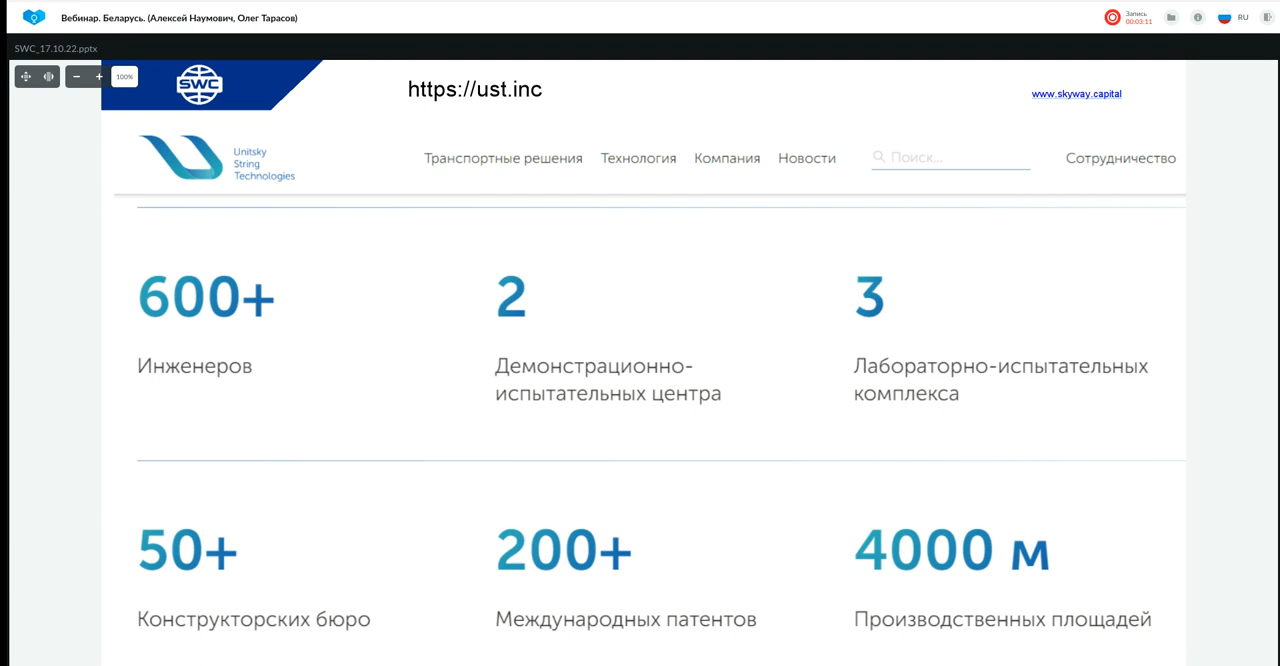 Вебинар. Беларусь. (Алексей Наумович, Олег Тарасов)
Запись
00:03:11
RU
SWC_17.10.22.pptx
100%
SWC
https://ust.inc
www.skyway.capital
Unitsky
String
Technologies
Транспортные решения Технология Компания Новости Поиск... Сотрудничество
600+ 2 3
Инженеров Демонстрационно- Лабораторно-испытательных
испытательных центра комплекса
50+ 200+ 4000 м
Конструкторских бюро Международных патентов Производственных площадей